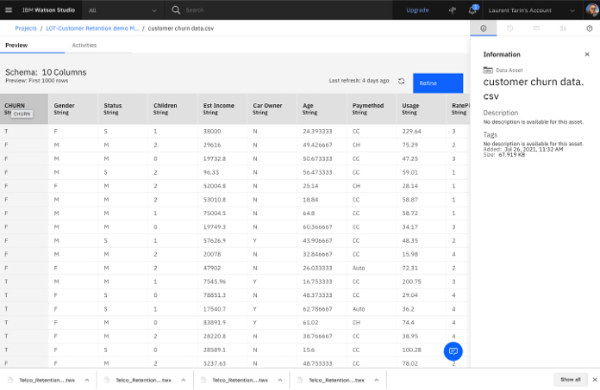 IBM Watson Studio All Search Upgrade Laurent Tarin's Account
Projects / LOT-Customer Retention demo M... / customer churn data.csv
Preview Activities
Schema: 10 Columns
Preview: First 1000 rows
Last refresh: 4 days ago
Refine
CHURN Gender Status Children Est Income Car Owner Age Paymethod Usage RateP
String String String String String String String String String
CHURN
T F S 1 38000 N 24.393333 CC 229.64 3
F M M 2 29616 N 49.426667 CH 75.29 2
F M M 0 19732.8 N 50.673333 CC 47.25 3
F M S 2 96.33 N 56.473333 CC 59.01 1
F F M 2 52004.8 N 25.14 CH 28.14 1
F M M 2 53010.8 N 18.84 CC 58.87 1
F M M 1 75004.5 N 64.8 CC 58.72 1
F M M 0 19749.3 N 60.366667 CC 34.17 3
F M S 1 57626.9 Y 43.906667 CC 48.35 2
F M M 2 20078 N 32.846667 CC 15.98 4
F F M 2 47902 N 26.033333 Auto 72.31 2
T M M 1 7545.96 Y 16.753333 CC 200.75 3
T F S 0 78851.3 N 48.373333 CC 29.04 4
T F S 1 17540.7 Y 62.786667 Auto 36.2 4
T F M 0 83891.9 Y 61.02 CH 74.4 4
F F M 2 28220.8 N 38.766667 CC 38.95 4
T F S 0 28589.1 N 15.6 CC 100.28
F F M 2 5237.63 N 48.753333 CC 78.02 2
Information
Data Asset
customer churn data.
csv
Description
No description is available for this asset.
Tags
No description is available for this asset.
Added: Jul 26, 2021, 11:32 AM
Size: 67.919 KB
Telco_Retention....twx Telco_Retention....twx Telco_Retention....twx Telco_Retention....twx Show all